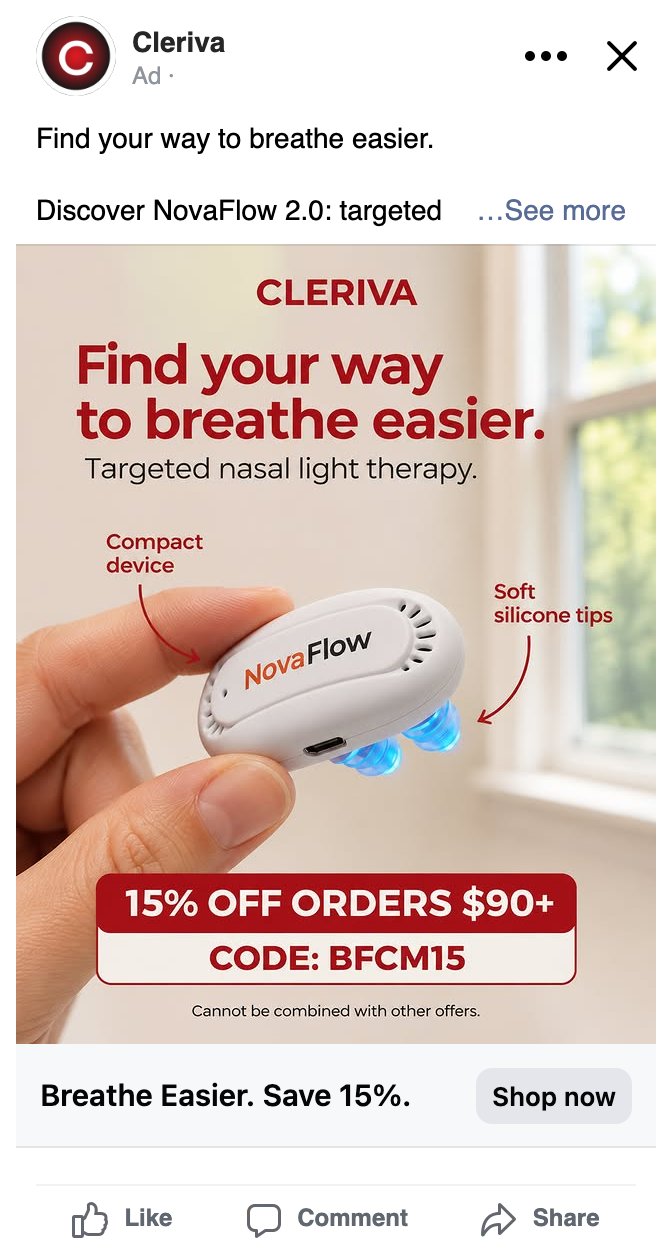 C
Cleriva
Ad ·
Find your way to breathe easier.
Discover NovaFlow 2.0: targeted ...See more
CLERIVA
Find your way
to breathe easier.
Targeted nasal light therapy.
Compact
device
Soft
silicone tips
NovaFlow
15% OFF ORDERS $90+
CODE: BFCM15
Cannot be combined with other offers.
Breathe Easier. Save 15%.
Shop now
Like
Comment
Share